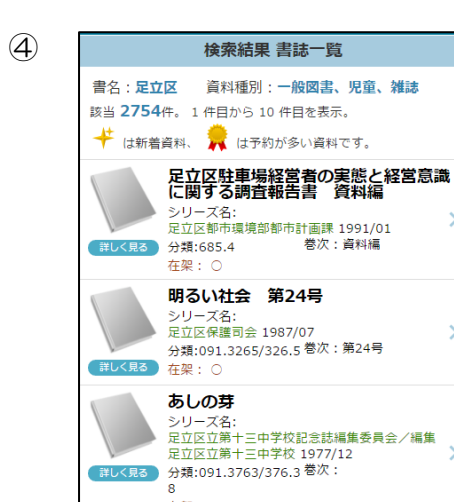 ④
検索結果 書誌一覧
書名：足立区　資料種別：一般図書、児童、雑誌
該当 2754件。 1 件目から 10 件目を表示。
は新着資料、 は予約が多い資料です。
足立区駐車場経営者の実態と経営意識
に関する調査報告書　資料編
シリーズ名:
足立区都市環境部都市計画課 1991/01
詳しく見る 分類:685.4 巻次：資料編
在架： ○
明るい社会　第24号
シリーズ名:
足立区保護司会 1987/07
分類:091.3265/326.5 巻次：第24号
詳しく見る 在架： ○
あしの芽
シリーズ名:
足立区立第十三中学校記念誌編集委員会／編集
足立区立第十三中学校 1977/12
詳しく見る 分類:091.3763/376.3 巻次：
8